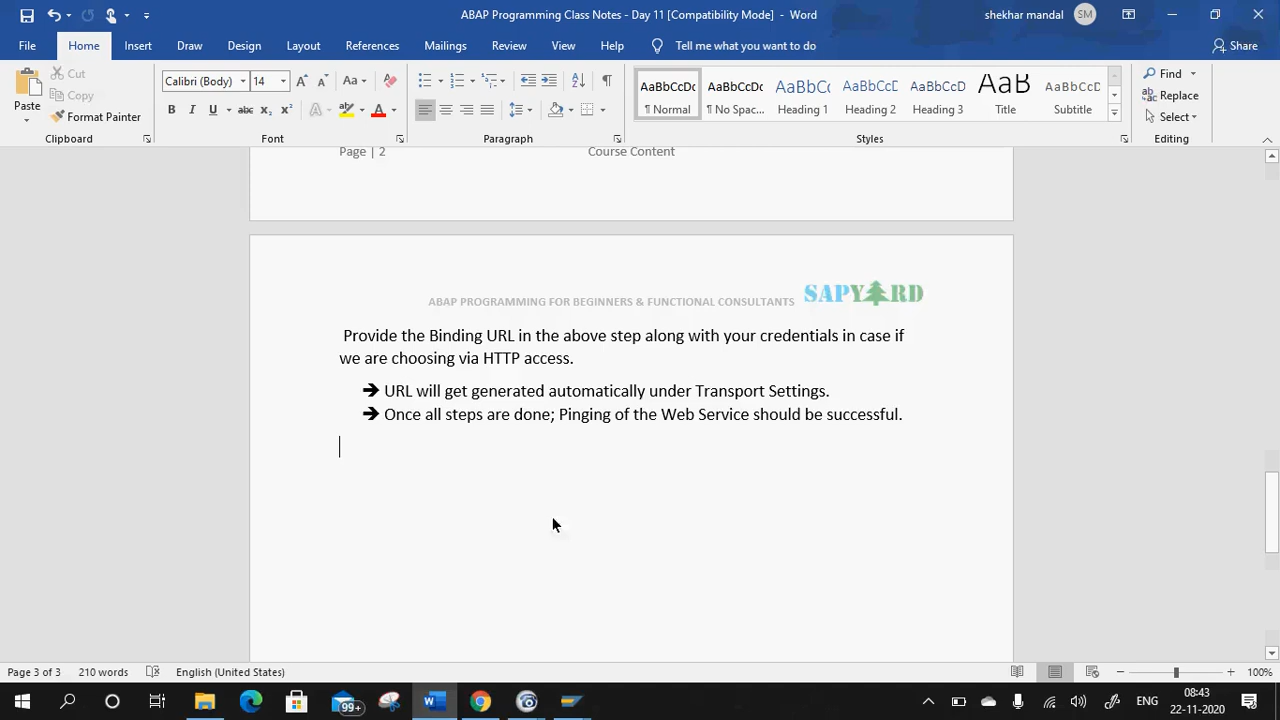 ABAP Programming Class Notes - Day 11 [Compatibility Mode] - Word
shekhar mandal SM
File Home Insert Draw Design Layout References Mailings Review View Help Tell me what you want to do Share
Paste
Cut
Copy
Format Painter
Calibri (Body) 14
Aa
B I U abc x₂ x² A A
AaBbCcDc AaBbCcDc AaBbCc AaBbCcD AaBbCcD AaB AaBbCcD
¶ Normal ¶ No Spac... Heading 1 Heading 2 Heading 3 Title Subtitle
Find
Replace
Select
Clipboard Font Paragraph Styles Editing
Page | 2 Course Content
ABAP PROGRAMMING FOR BEGINNERS & FUNCTIONAL CONSULTANTS SAPYARD
Provide the Binding URL in the above step along with your credentials in case if
we are choosing via HTTP access.
➔ URL will get generated automatically under Transport Settings.
➔ Once all steps are done; Pinging of the Web Service should be successful.
Page 3 of 3 210 words English (United States) 100%
99+ W ENG 08:43
22-11-2020